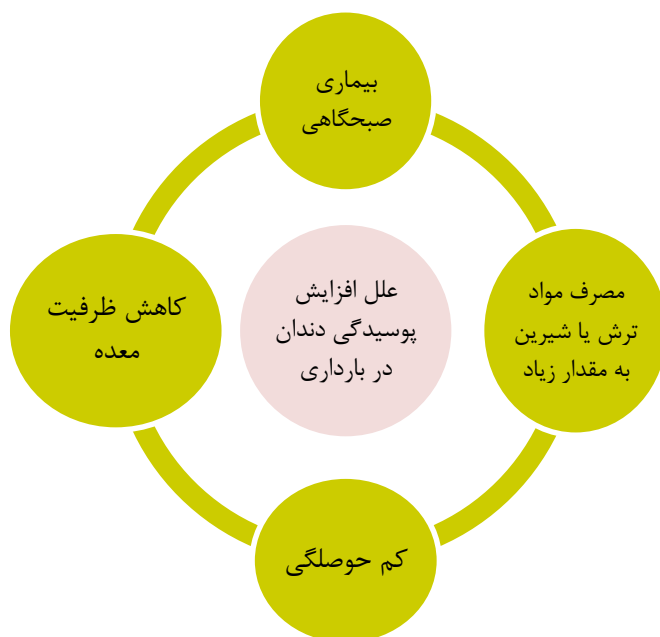 بیماری
صبحگاهی
مصرف مواد
ترش یا شیرین
به مقدار زیاد
علل افزایش
پوسیدگی دندان
در بارداری
کاهش ظرفیت
معده
کم حوصلگی